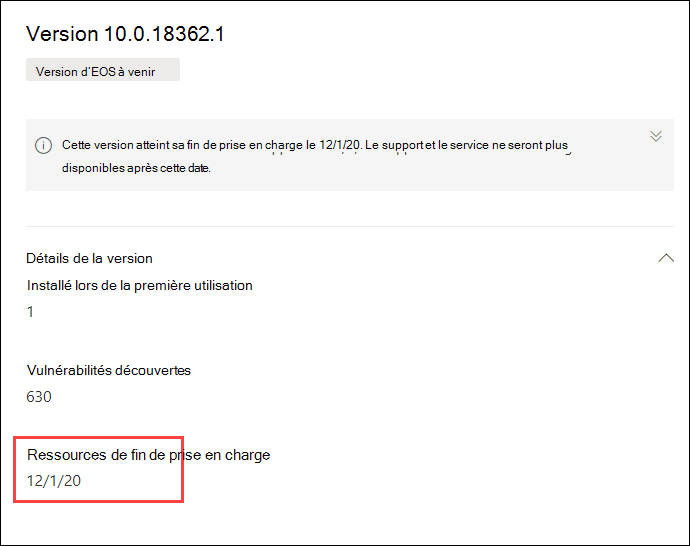 Version 10.0.18362.1
Version d'EOS à venir
Cette version atteint sa fin de prise en charge le 12/1/20. Le support et le service ne seront plus
disponibles après cette date.
Détails de la version
Installé lors de la première utilisation
1
Vulnérabilités découvertes
630
Ressources de fin de prise en charge
12/1/20